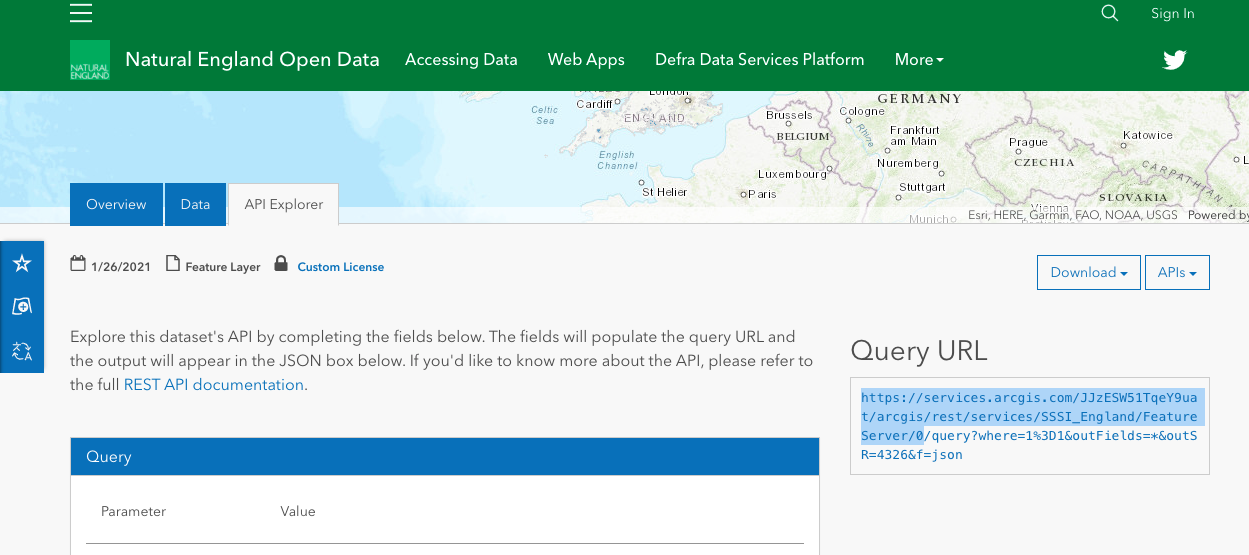 Sign In
NATURAL
ENGLAND
Natural England Open Data
Accessing Data
Web Apps
Defra Data Services Platform
More
Celtic
Sea
Cardiff
London
ENGLAND
English
Channel
St Helier
Brussels
BELGIUM
Luxembourg
Paris
GERMANY
Cologne
Rhine
Frankfurt
am Main
Nuremberg
Stuttgart
Munich
Prague
CZECHIA
Katowice
CARPATHIAN
SLOVAKIA
Vienna
Bratislava
Esri, HERE, Garmin, FAO, NOAA, USGS
Powered by
Overview
Data
API Explorer
1/26/2021
Feature Layer
Custom License
Download
APIs
Explore this dataset's API by completing the fields below. The fields will populate the query URL and
the output will appear in the JSON box below. If you'd like to know more about the API, please refer to
the full REST API documentation.
Query URL
https://services.arcgis.com/JJzESW51TqeY9ua
t/arcgis/rest/services/SSSI_England/Feature
Server/0/query?where=1%3D1&outFields=*&outS
R=4326&f=json
Query
Parameter
Value